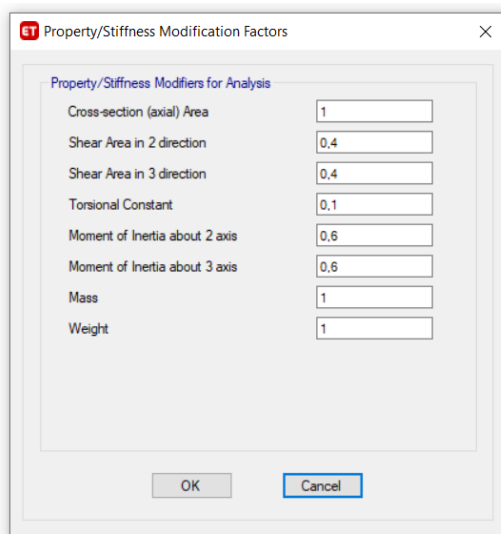 ET Property/Stiffness Modification Factors
Property/Stiffness Modifiers for Analysis
Cross-section (axial) Area 1
Shear Area in 2 direction 0,4
Shear Area in 3 direction 0,4
Torsional Constant 0,1
Moment of Inertia about 2 axis 0,6
Moment of Inertia about 3 axis 0,6
Mass 1
Weight 1
OK Cancel